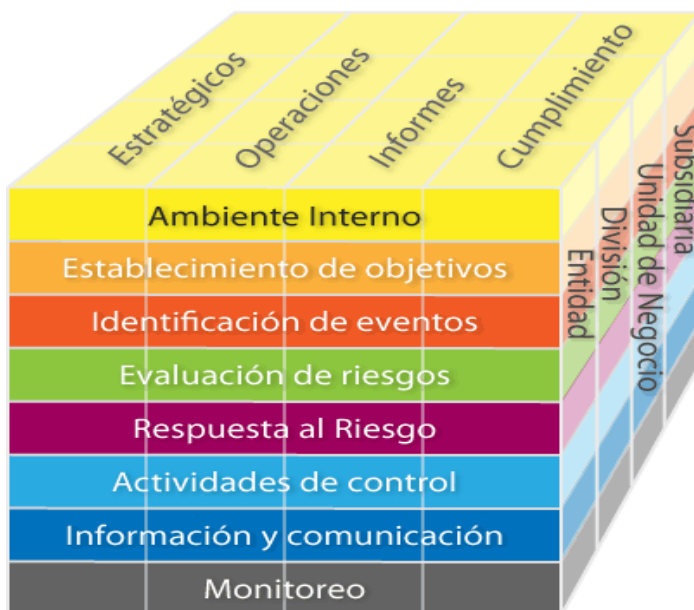 Estratégicos
Operaciones
Informes
Cumplimiento
Ambiente Interno
Establecimiento de objetivos
Identificación de eventos
Evaluación de riesgos
Respuesta al Riesgo
Actividades de control
Información y comunicación
Monitoreo
Entidad
División
Unidad de Negocio
Subsidiaria